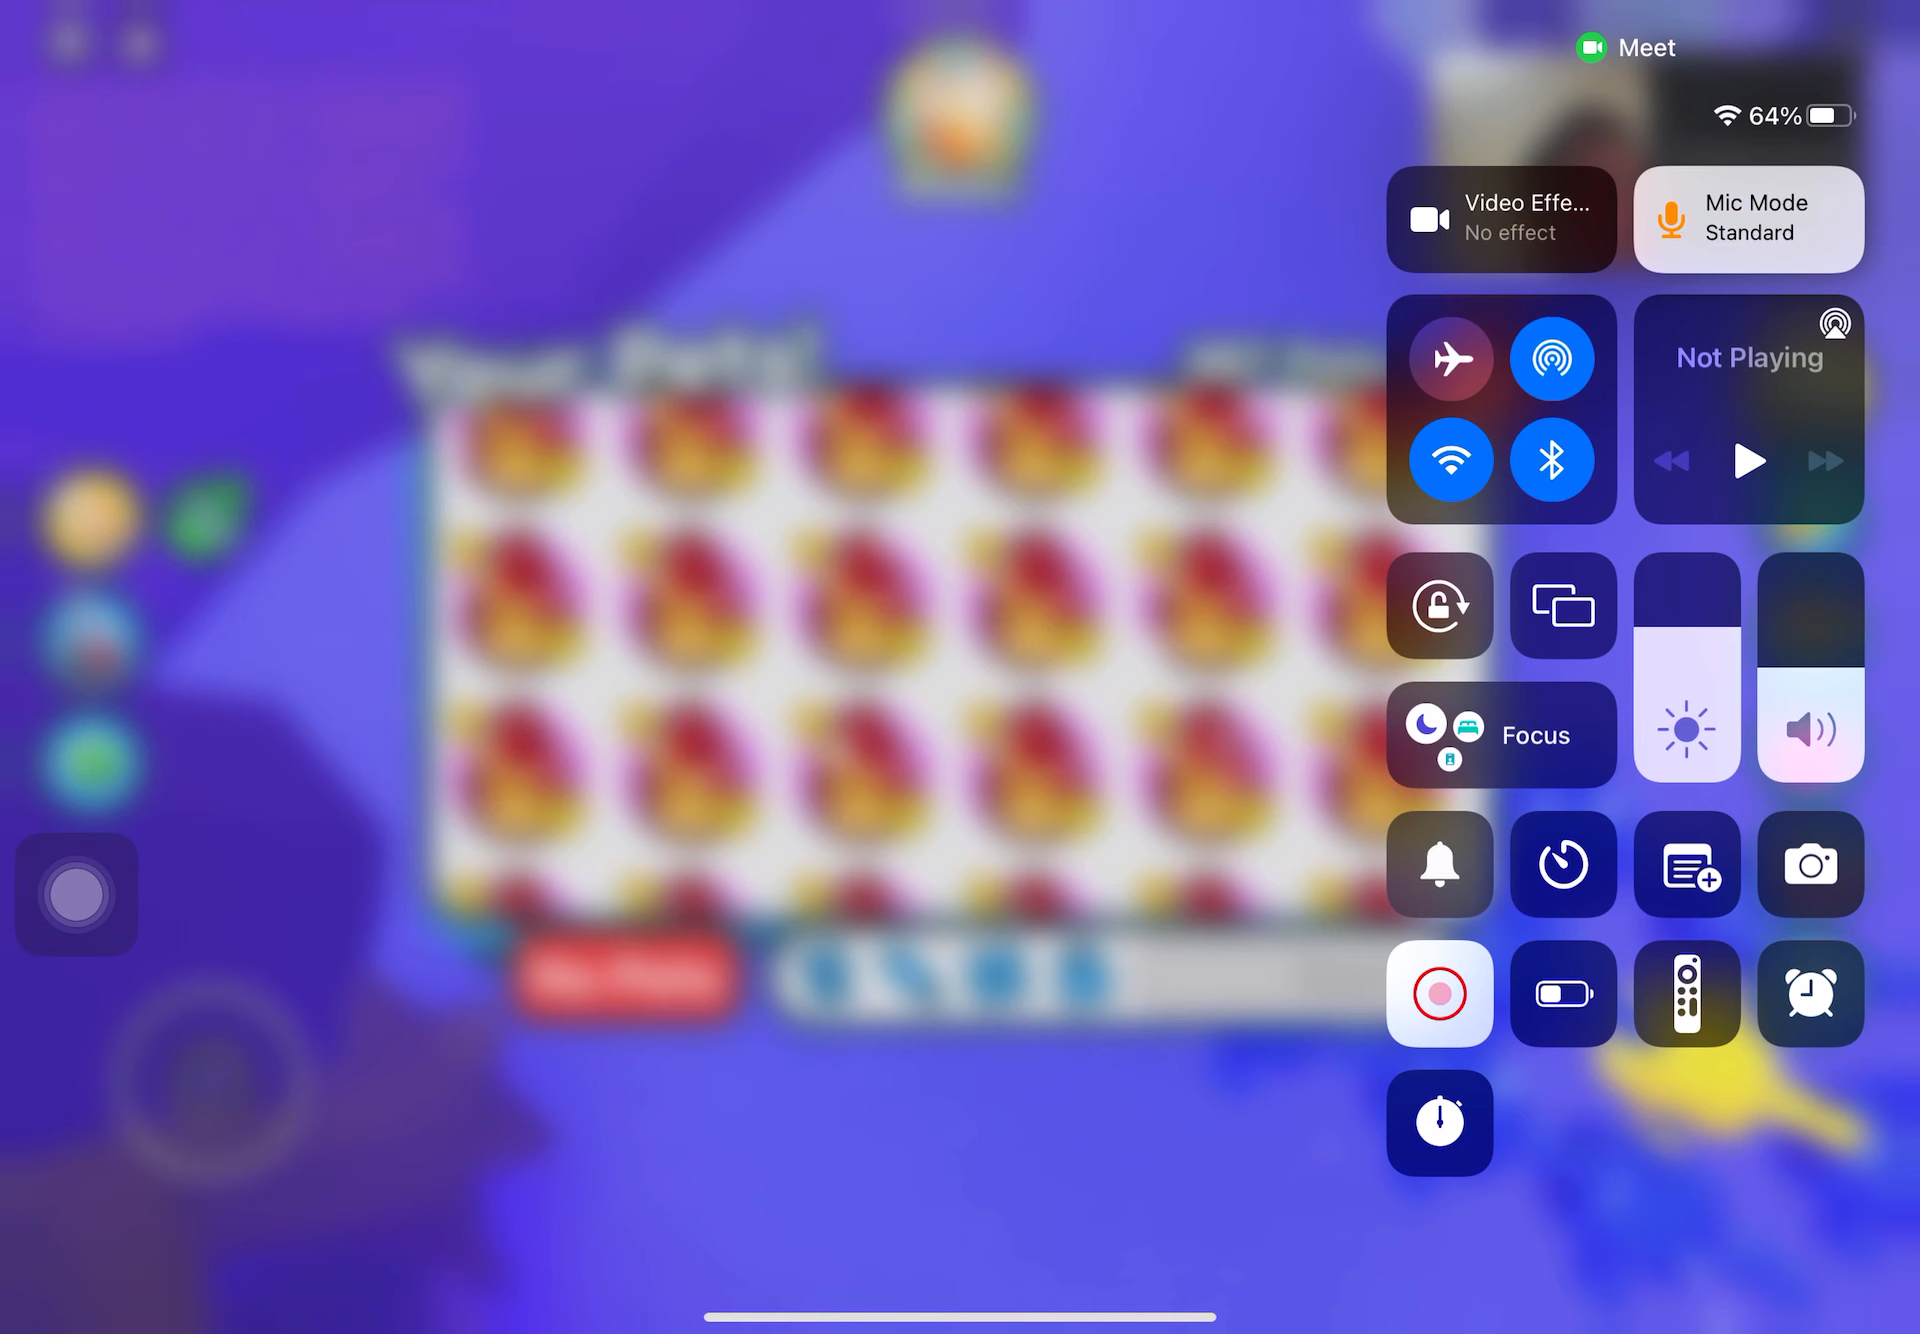 Meet
64%
Video Effe...
No effect
Mic Mode
Standard
Not Playing
Focus